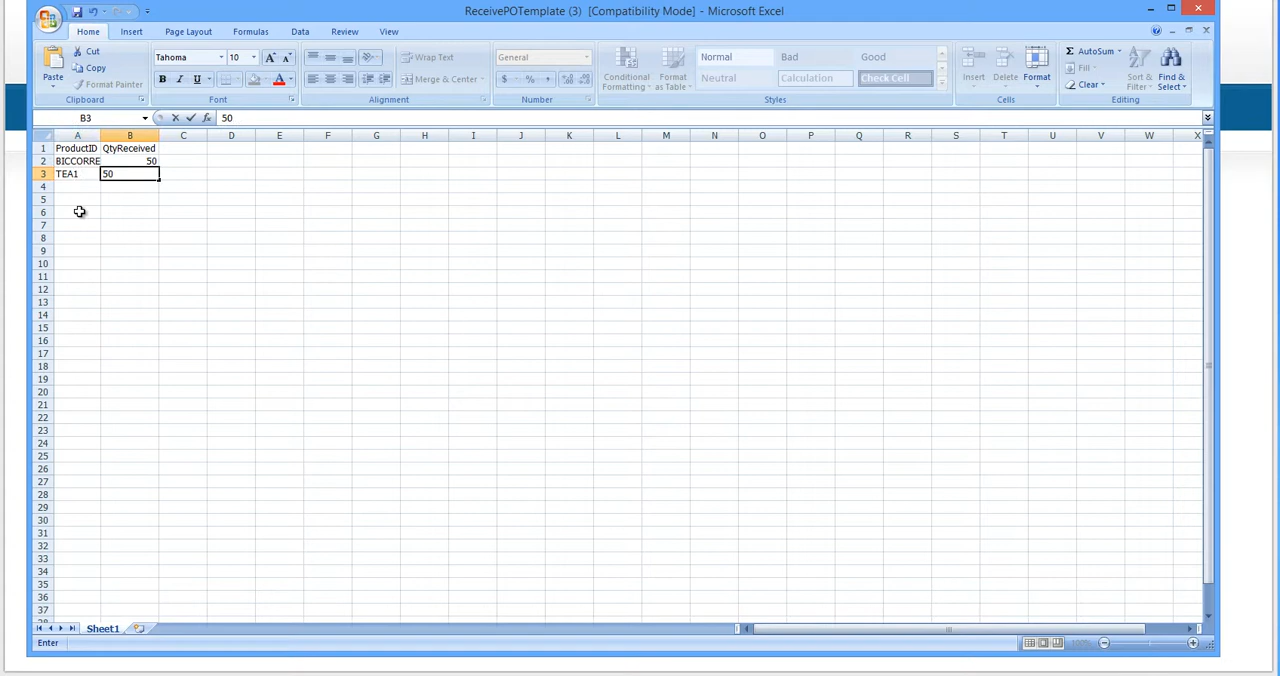 ReceivePOTemplate (3) [Compatibility Mode] - Microsoft Excel
Home Insert Page Layout Formulas Data Review View
Paste
Cut
Copy
Format Painter
Clipboard
Tahoma 10
B I U
Font
Wrap Text
Merge & Center
Alignment
General
$ % ,
Number
Conditional Formatting
Format as Table
Normal Bad Good
Neutral Calculation Check Cell
Styles
Insert Delete Format
Cells
Σ AutoSum
Fill
Clear
Sort & Filter
Find & Select
Editing
B3 fx 50
A B C D E F G H I J K L M N O P Q R S T U V W X
1 ProductID QtyReceived
2 BICCORRE 50
3 TEA1 50
4
5
6
7
8
9
10
11
12
13
14
15
16
17
18
19
20
21
22
23
24
25
26
27
28
29
30
31
32
33
34
35
36
37
38
Sheet1
Enter 100%